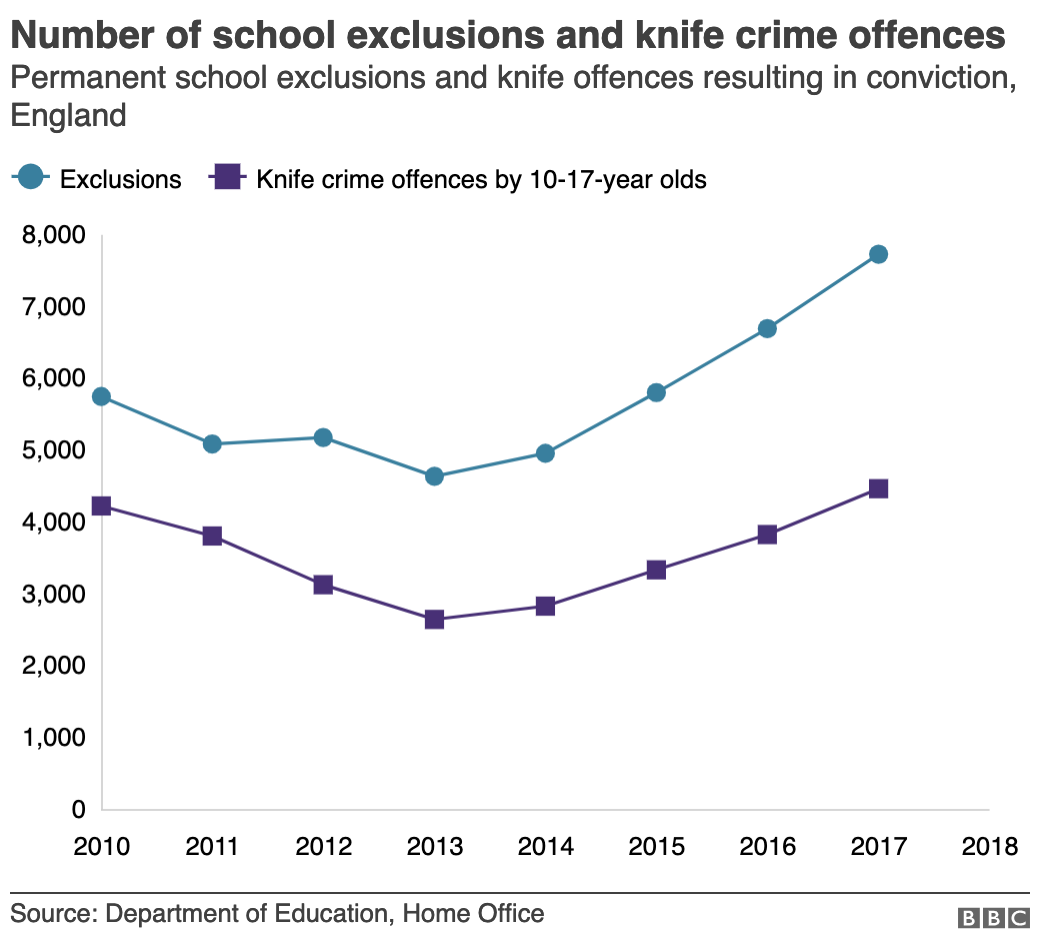 Number of school exclusions and knife crime offences
Permanent school exclusions and knife offences resulting in conviction,
England
Exclusions Knife crime offences by 10-17-year olds
8,000
7,000
6,000
5,000
4,000
3,000
2,000
1,000
0
2010 2011 2012 2013 2014 2015 2016 2017 2018
Source: Department of Education, Home Office BBC